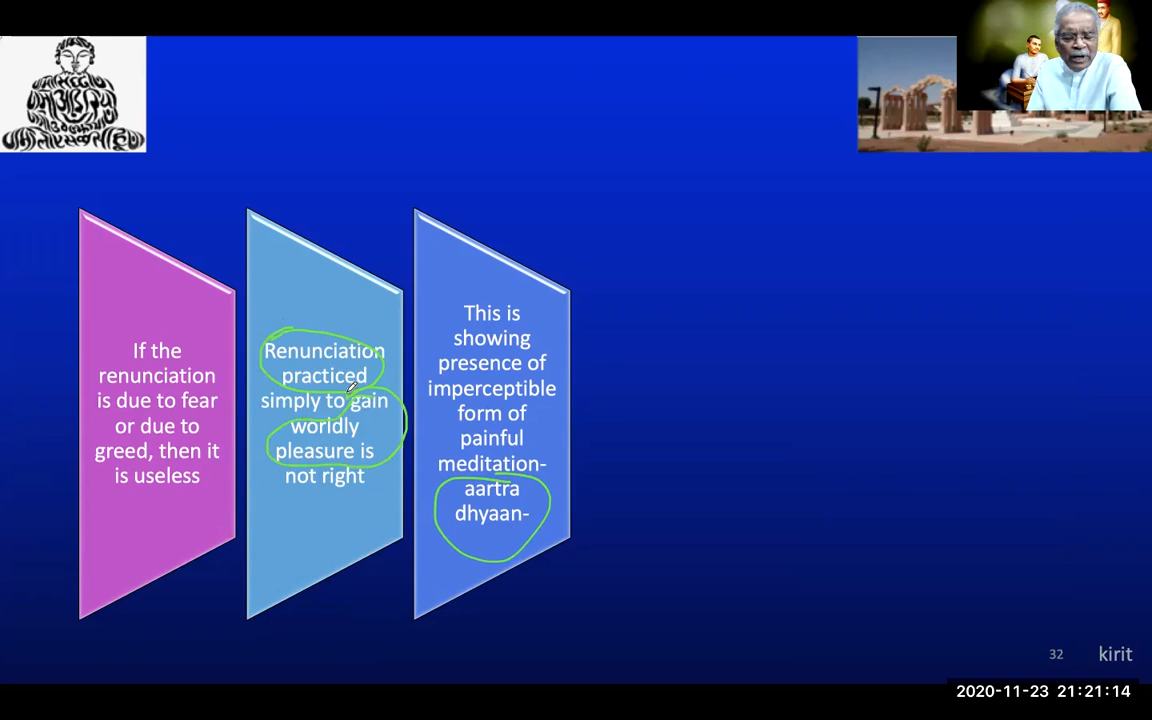 If the
renunciation
is due to fear
or due to
greed, then it
is useless
Renunciation
practiced
simply to gain
worldly
pleasure is
not right
This is
showing
presence of
imperceptible
form of
painful
meditation-
aartra
dhyaan-
32
kirit
2020-11-23 21:21:14